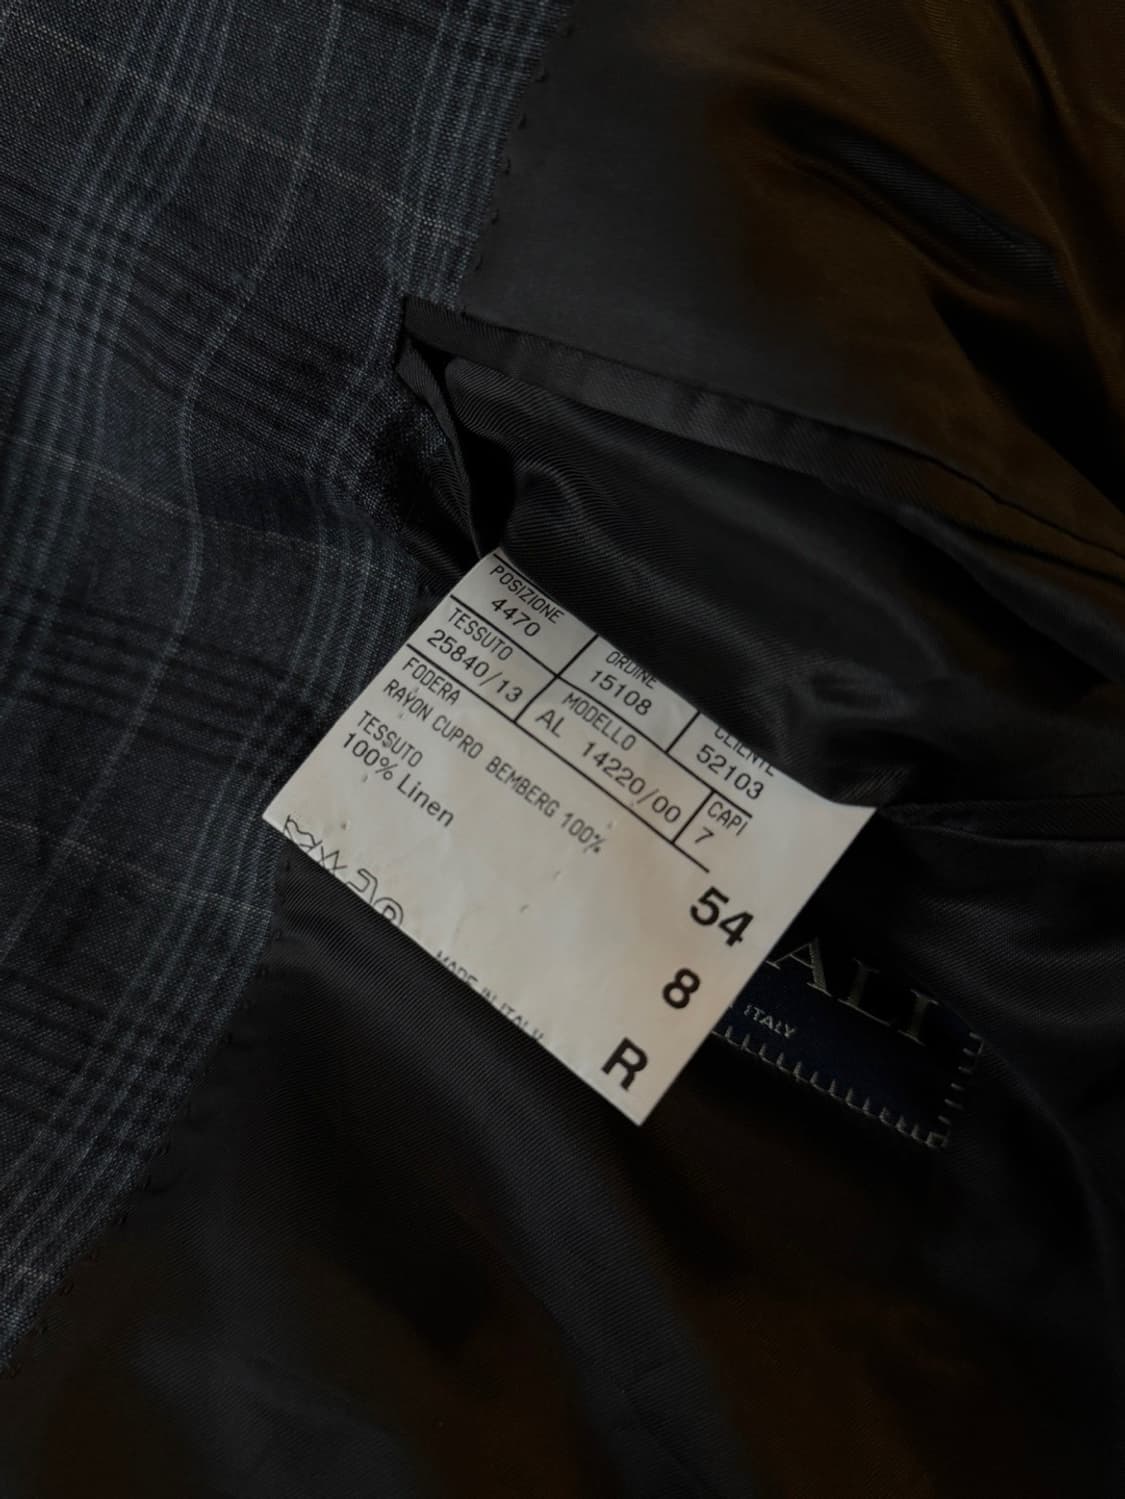 POSIZIONE
4470
ORDINE
15108
CLIENTE
52103
TESSUTO
25840/13
MODELLO
AL 14220/00
CAPI
7
FODERA
RAYON CUPRO BEMBERG 100%
TESSUTO
100% Linen
54
8
R
MADE IN ITALY
ALI
ITALY